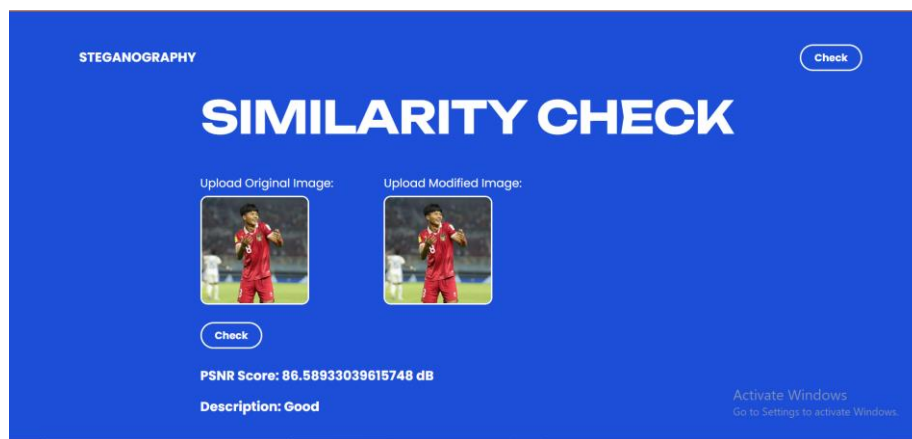 STEGANOGRAPHY
Check
SIMILARITY CHECK
Upload Original Image:
Upload Modified Image:
Check
PSNR Score: 86.58933039615748 dB
Description: Good
Activate Windows
Go to Settings to activate Windows.